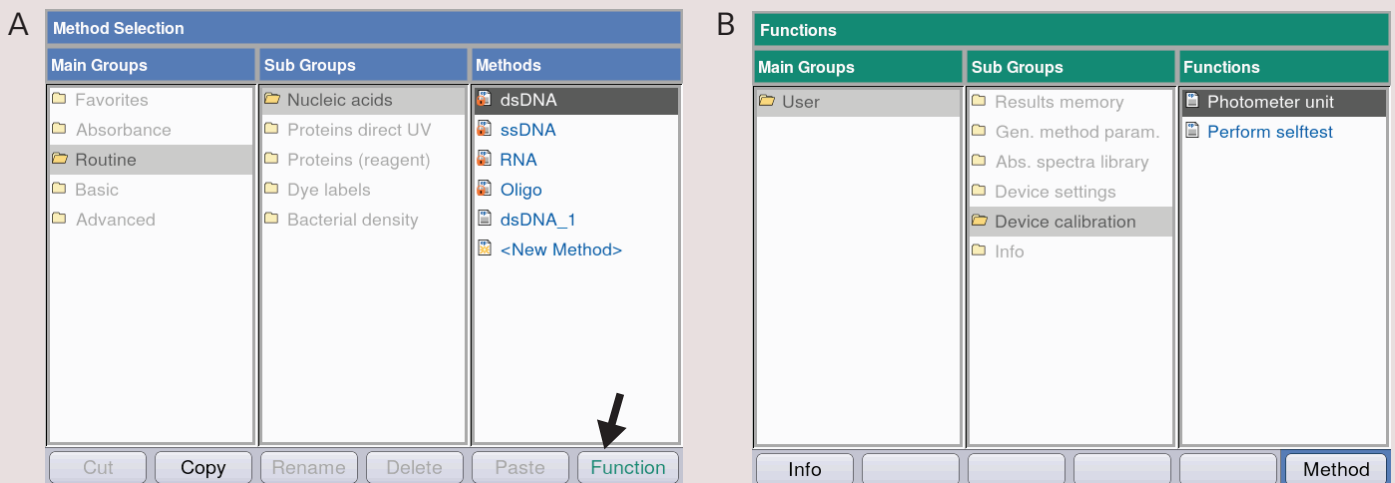 A
Method Selection
Main Groups
Sub Groups
Methods
Favorites
Absorbance
Routine
Basic
Advanced
Nucleic acids
Proteins direct UV
Proteins (reagent)
Dye labels
Bacterial density
dsDNA
ssDNA
RNA
Oligo
dsDNA_1
<New Method>
Cut
Copy
Rename
Delete
Paste
Function
B
Functions
Main Groups
Sub Groups
Functions
User
Results memory
Gen. method param.
Abs. spectra library
Device settings
Device calibration
Info
Photometer unit
Perform selftest
Info
Method